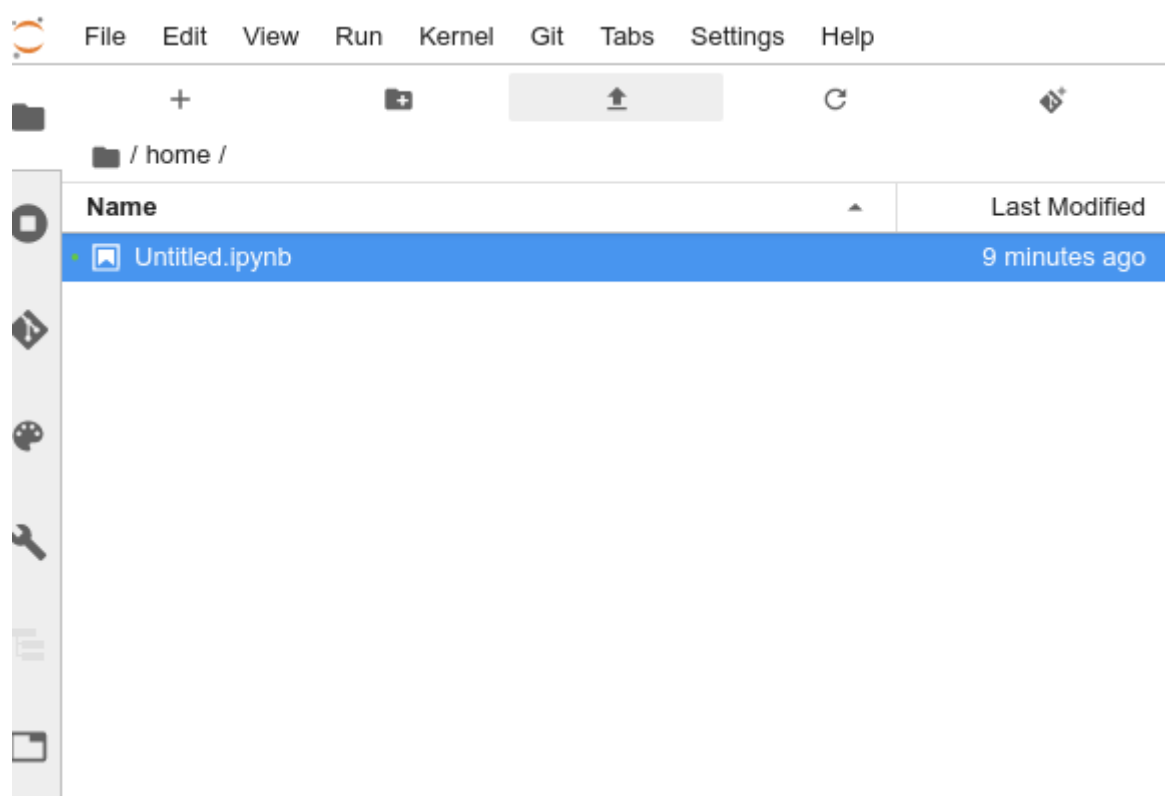 File Edit View Run Kernel Git Tabs Settings Help
/ home /
Name Last Modified
Untitled.ipynb 9 minutes ago